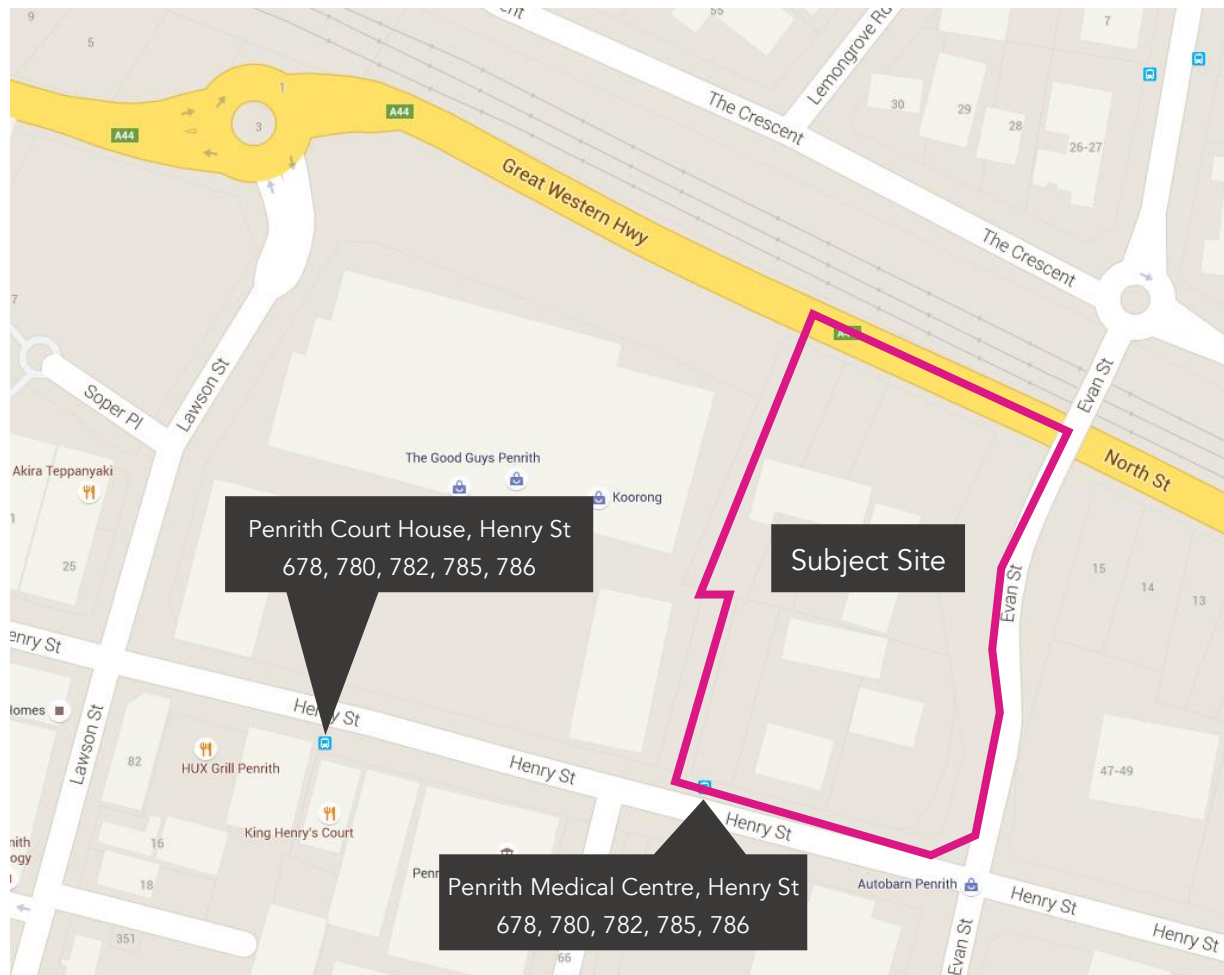 9
5
1
3
A44
A44
ent
55
Lemongrove Rd
7
The Crescent
30
29
28
26-27
Great Western Hwy
The Crescent
7
Soper Pl
Lawson St
Evan St
North St
Akira Teppanyaki
The Good Guys Penrith
Koorong
Penrith Court House, Henry St
678, 780, 782, 785, 786
Subject Site
25
15
14
13
Evan St
enry St
Homes
Lawson St
82
HUX Grill Penrith
Henry St
Henry St
King Henry's Court
16
18
351
47-49
Henry St
Penrith Medical Centre, Henry St
678, 780, 782, 785, 786
Autobarn Penrith
Henry St
Henry St
Evan St
66
nith
ogy
Penr